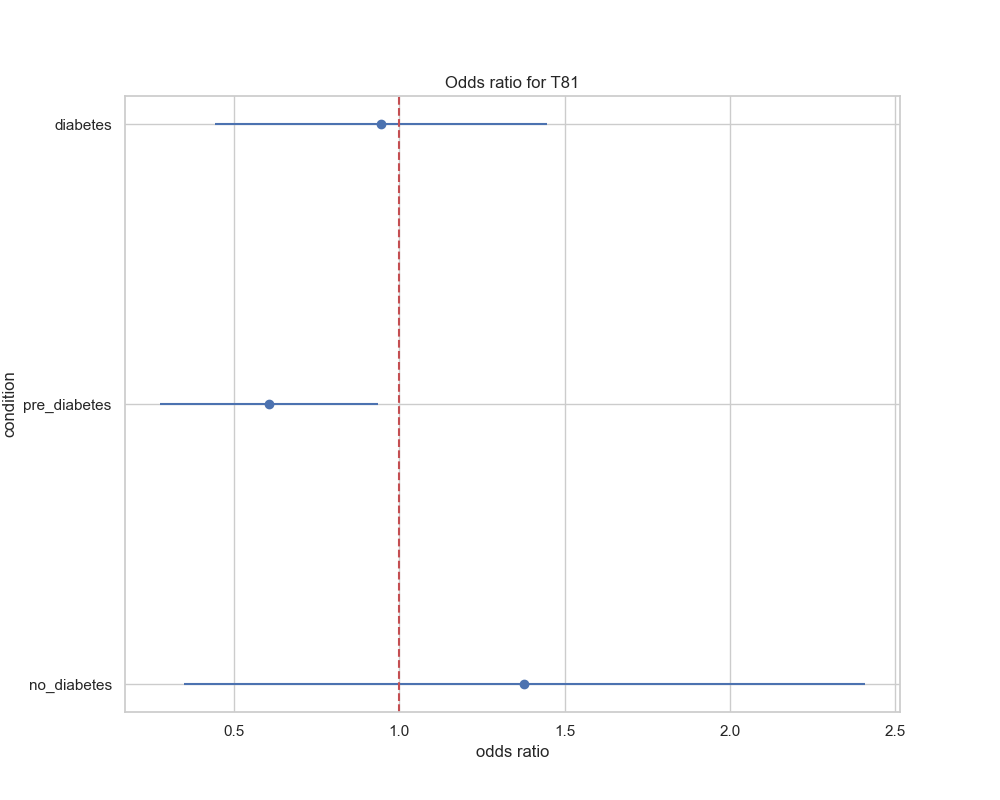 Odds ratio for T81
diabetes
pre_diabetes
no_diabetes
condition
0.5 1.0 1.5 2.0 2.5
odds ratio